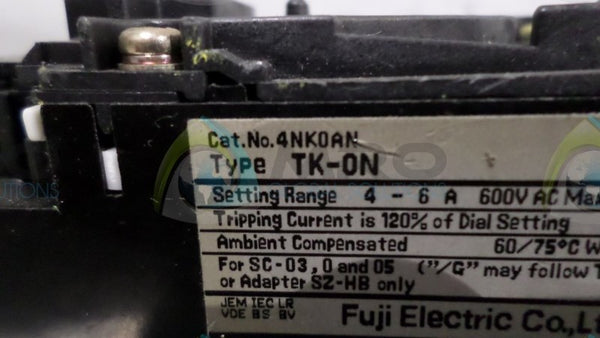 Cat.No.4NK0AN
Type TK-0N
Setting Range 4 - 6 A 600V AC Max
Tripping Current is 120% of Dial Setting
Ambient Compensated 60/75°C W
For SC-03,0 and 05 ("/G" may follow T
or Adapter SZ-HB only
JEM IEC LR
VDE BS BV
Fuji Electric Co.,Lt